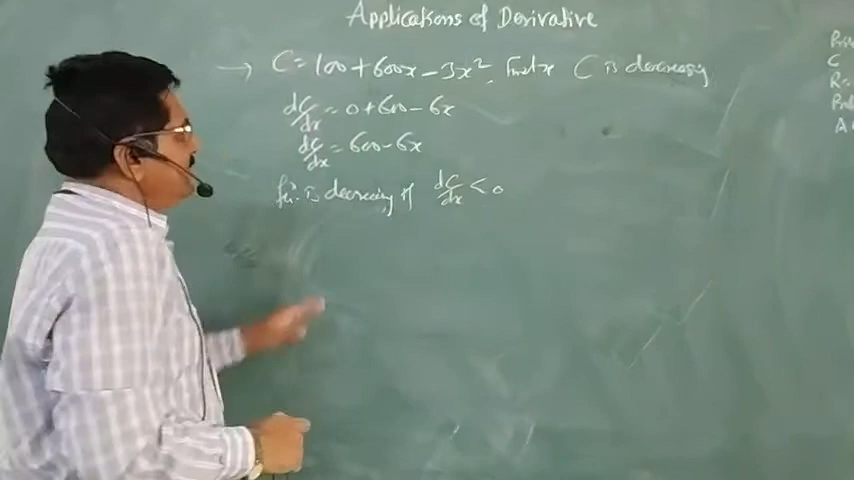 Applications of Derivative
→ C = 100 + 600x - 3x², Find x C is decreasing
dC/dx = 0 + 600 - 6x
dC/dx = 600 - 6x
fn. is decreasing if dC/dx < 0
C
R =
A